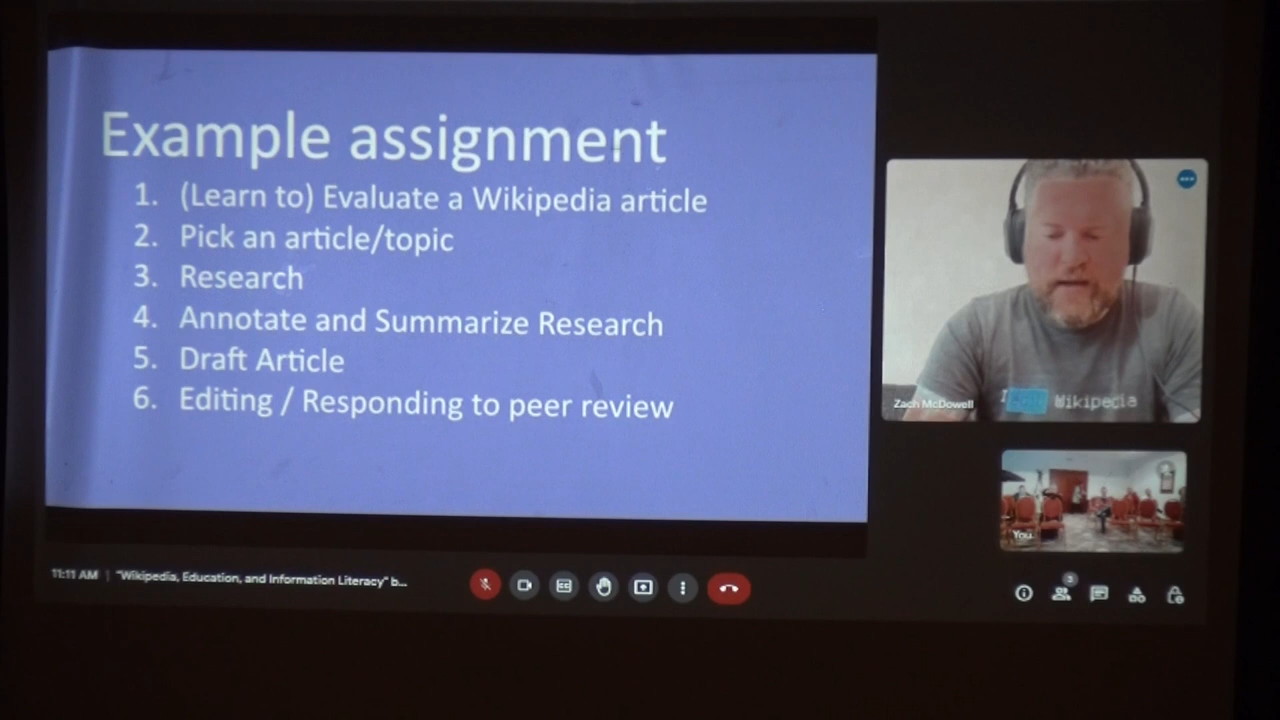 Example assignment
1. (Learn to) Evaluate a Wikipedia article
2. Pick an article/topic
3. Research
4. Annotate and Summarize Research
5. Draft Article
6. Editing / Responding to peer review
Zach McDowell
I
Wikipedia
You
11:11 AM | "Wikipedia, Education, and Information Literacy" b...
CC
3